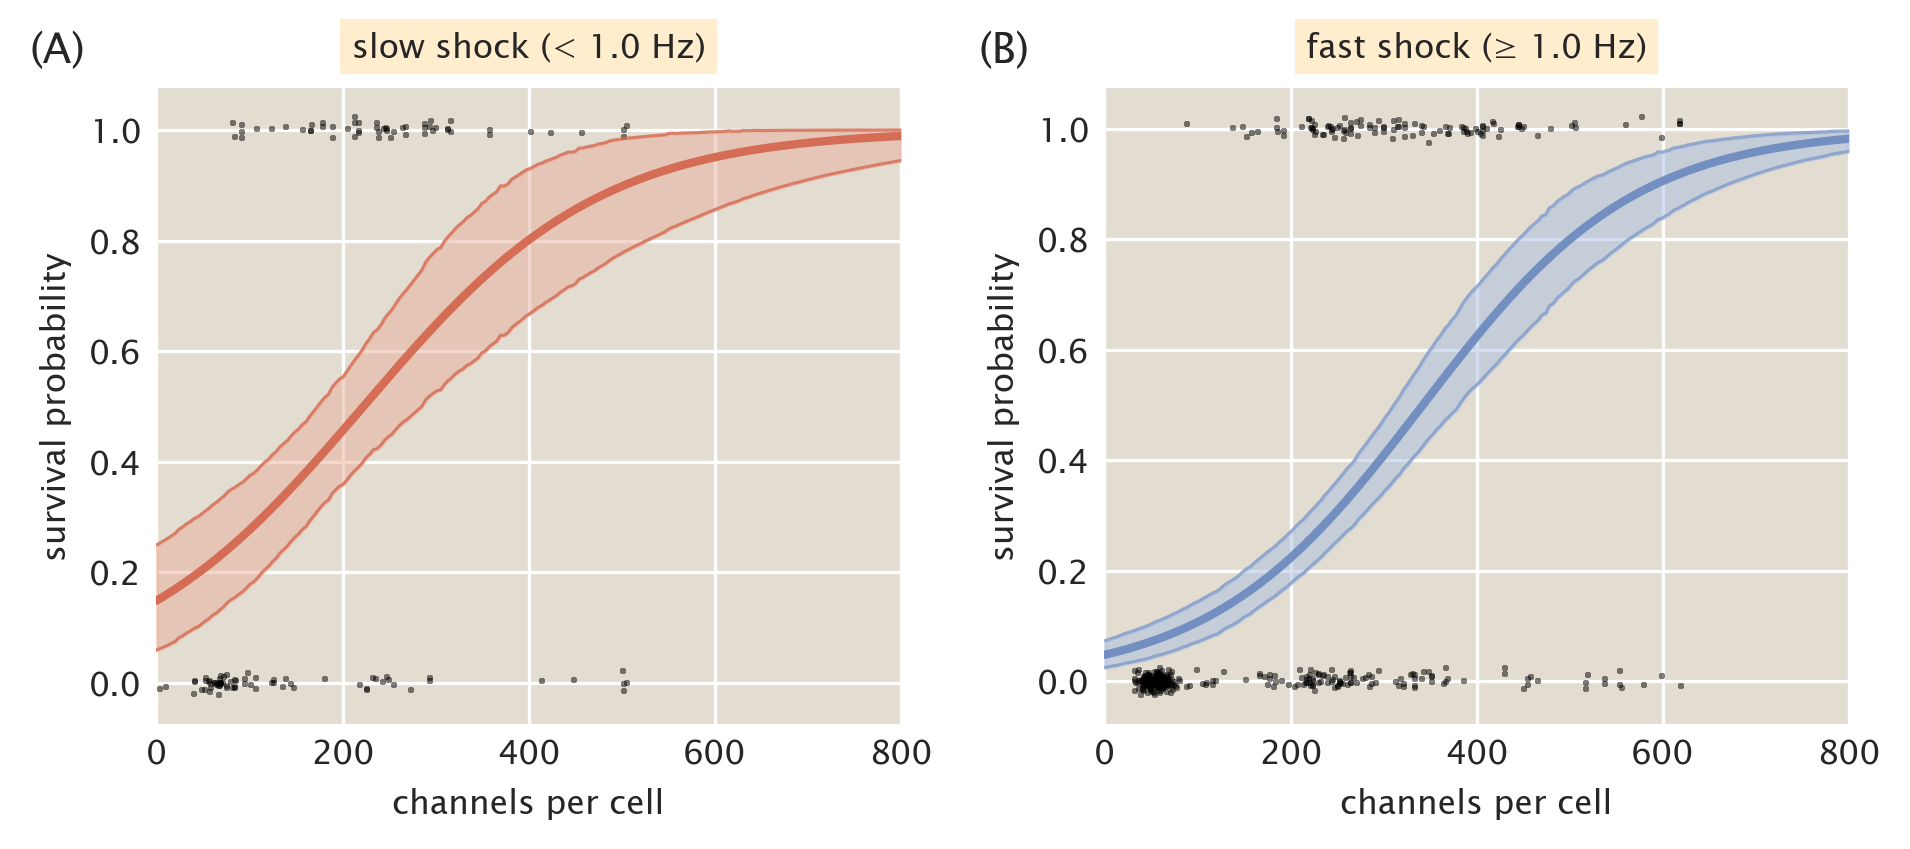 (A)
slow shock (< 1.0 Hz)
survival probability
1.0
0.8
0.6
0.4
0.2
0.0
0 200 400 600 800
channels per cell
(B)
fast shock (≥ 1.0 Hz)
survival probability
1.0
0.8
0.6
0.4
0.2
0.0
0 200 400 600 800
channels per cell